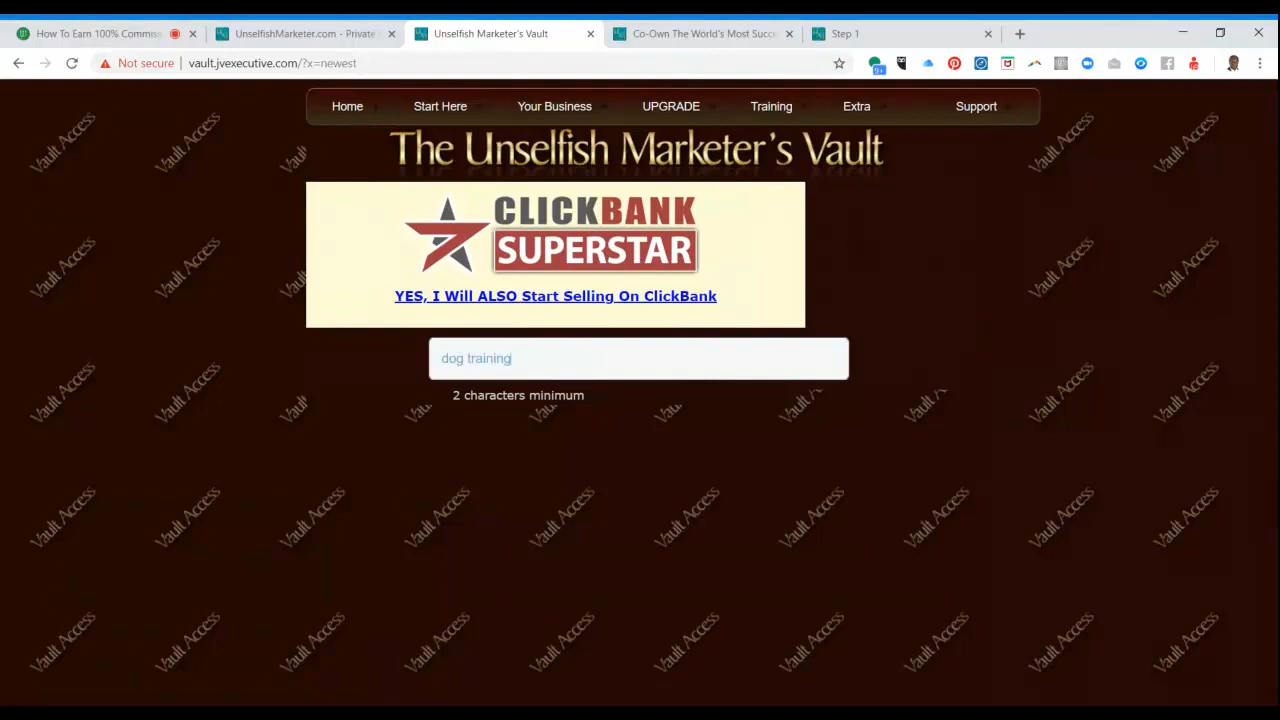 How To Earn 100% Commiss
UnselfishMarketer.com - Private
Unselfish Marketer's Vault
Co-Own The World's Most Succ
Step 1
Not secure
vault.jvexecutive.com/?x=newest
9+
Home
Start Here
Your Business
UPGRADE
Training
Extra
Support
The Unselfish Marketer's Vault
CLICKBANK
SUPERSTAR
YES, I Will ALSO Start Selling On ClickBank
dog training
2 characters minimum
Vault Access